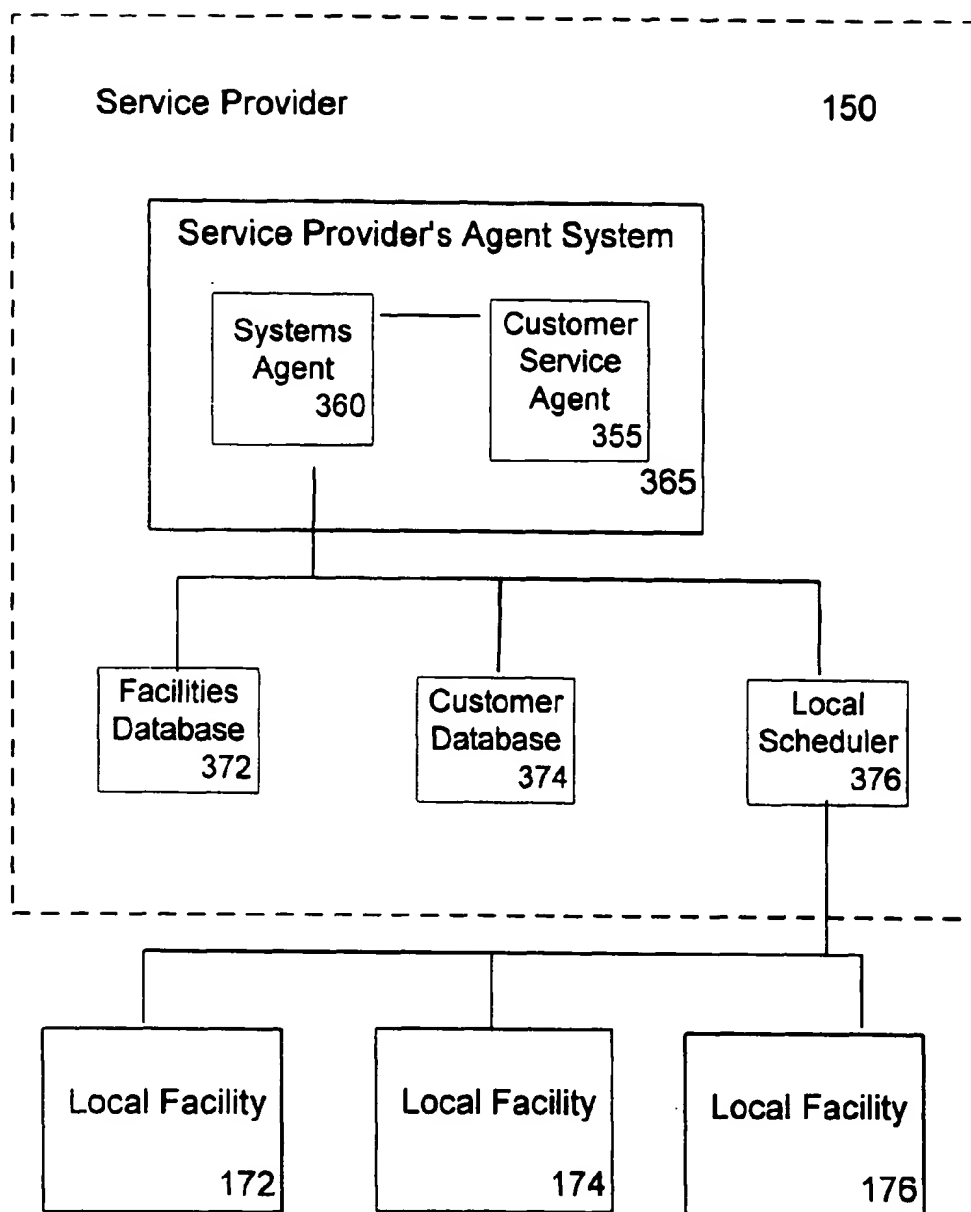 Service Provider 150
Service Provider's Agent System
Systems
Agent
360
Customer
Service
Agent
355
365
Facilities
Database
372
Customer
Database
374
Local
Scheduler
376
Local Facility
172
Local Facility
174
Local Facility
176